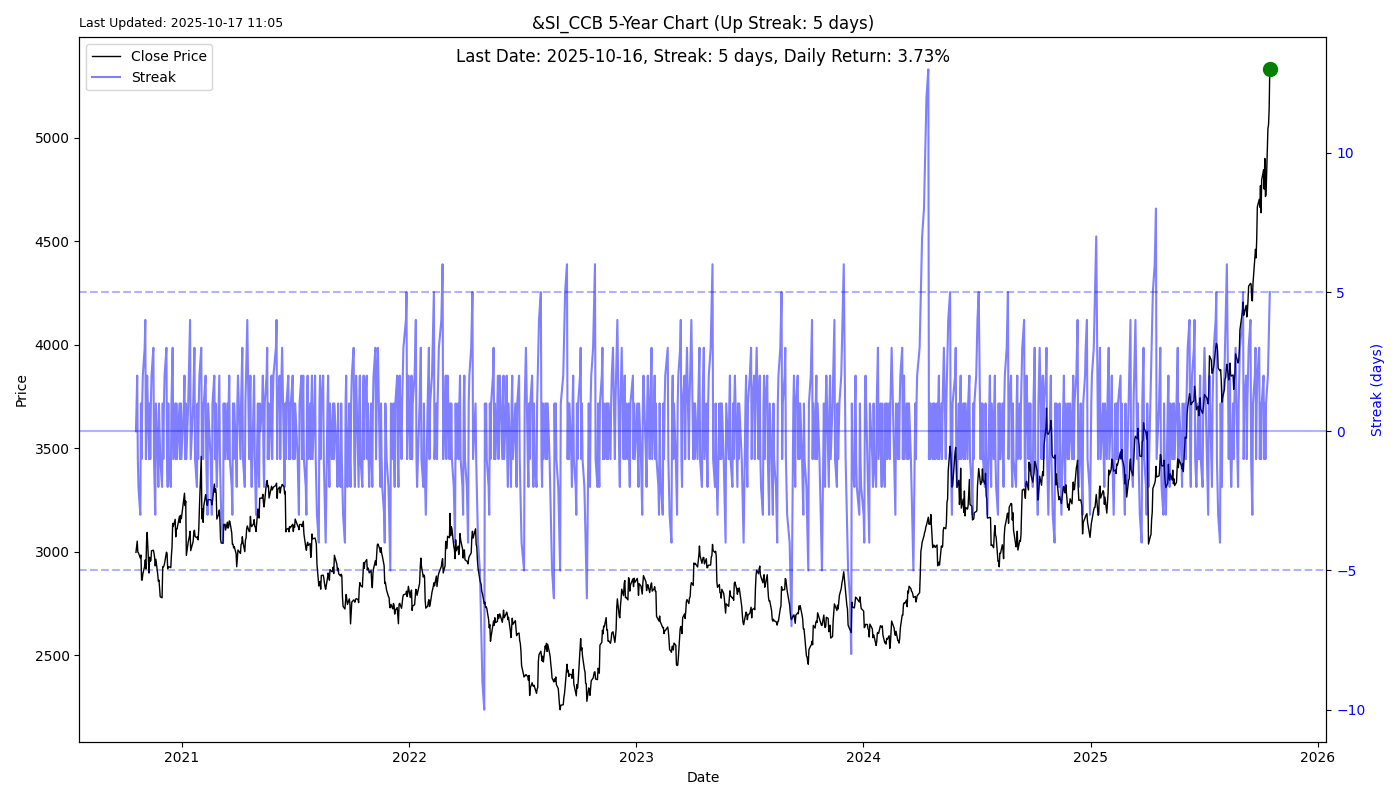 Last Updated: 2025-10-17 11:05
&SI_CCB 5-Year Chart (Up Streak: 5 days)
Last Date: 2025-10-16, Streak: 5 days, Daily Return: 3.73%
Close Price
Streak
5000
4500
4000
3500
3000
2500
Price
10
5
0
−5
−10
Streak (days)
2021
2022
2023
2024
2025
2026
Date